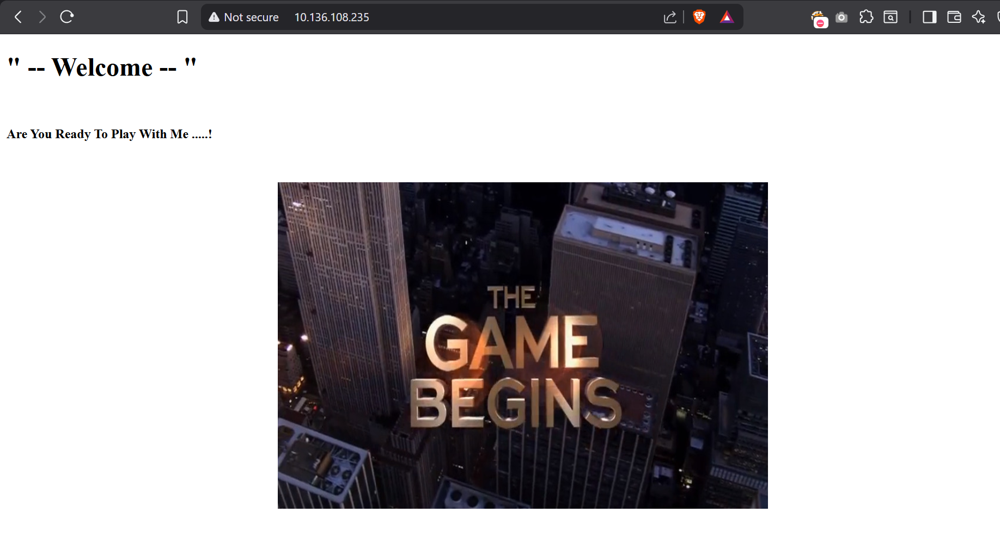 Not secure 10.136.108.235
" -- Welcome -- "
Are You Ready To Play With Me .....!
THE
GAME
BEGINS